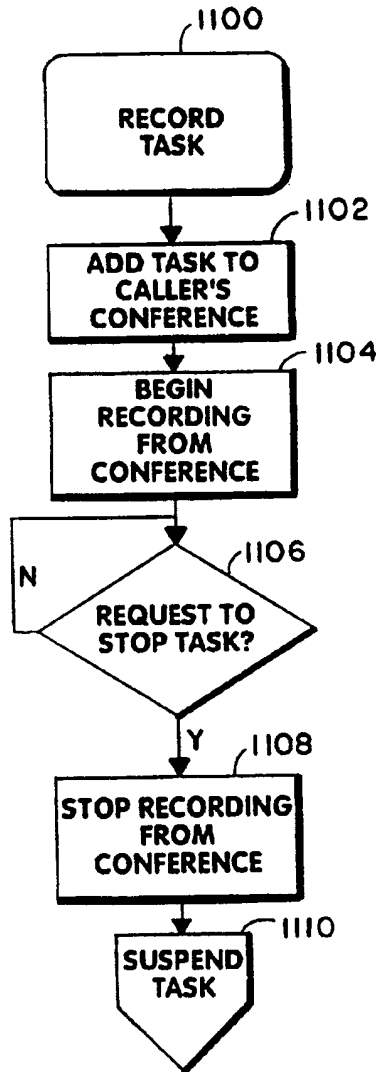 1100
RECORD
TASK
1102
ADD TASK TO
CALLER'S
CONFERENCE
1104
BEGIN
RECORDING
FROM
CONFERENCE
1106
N
REQUEST TO
STOP TASK?
Y
1108
STOP RECORDING
FROM
CONFERENCE
1110
SUSPEND
TASK